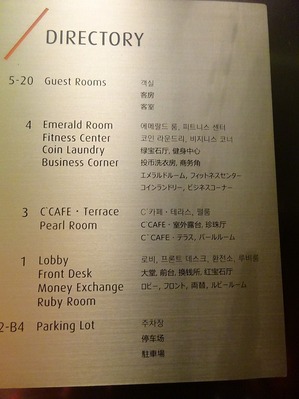 DIRECTORY
5-20 Guest Rooms 객실
客房
客室
4 Emerald Room 에메랄드 룸, 피트니스 센터
Fitness Center 코인 라운드리, 비지니스 코너
Coin Laundry 绿宝石厅, 健身中心
Business Corner 投币洗衣房, 商务角
エメラルドルーム, フィットネスセンター
コインランドリー, ビジネスコーナー
3 C'CAFE・Terrace C'카페・테라스, 펄룸
Pearl Room C'CAFE・室外露台, 珍珠厅
C'CAFE・テラス, パールルーム
1 Lobby 로비, 프론트 데스크, 환전소, 루비룸
Front Desk 大堂, 前台, 换钱所, 红宝石厅
Money Exchange ロビー, フロント, 両替, ルビールーム
Ruby Room
2-B4 Parking Lot 주차장
停车场
駐車場